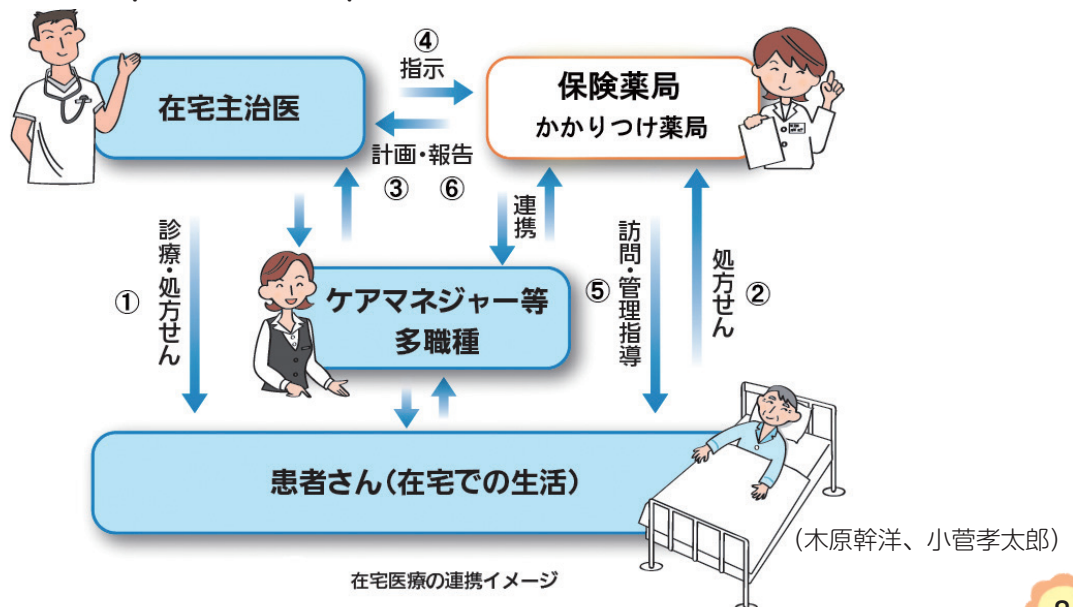 ④
指示
在宅主治医
保険薬局
かかりつけ薬局
計画・報告
③ ⑥
連携
① 診療・処方せん
ケアマネジャー等
多職種
⑤ 訪問・管理指導
処方せん ②
患者さん(在宅での生活)
(木原幹洋、小菅孝太郎)
在宅医療の連携イメージ